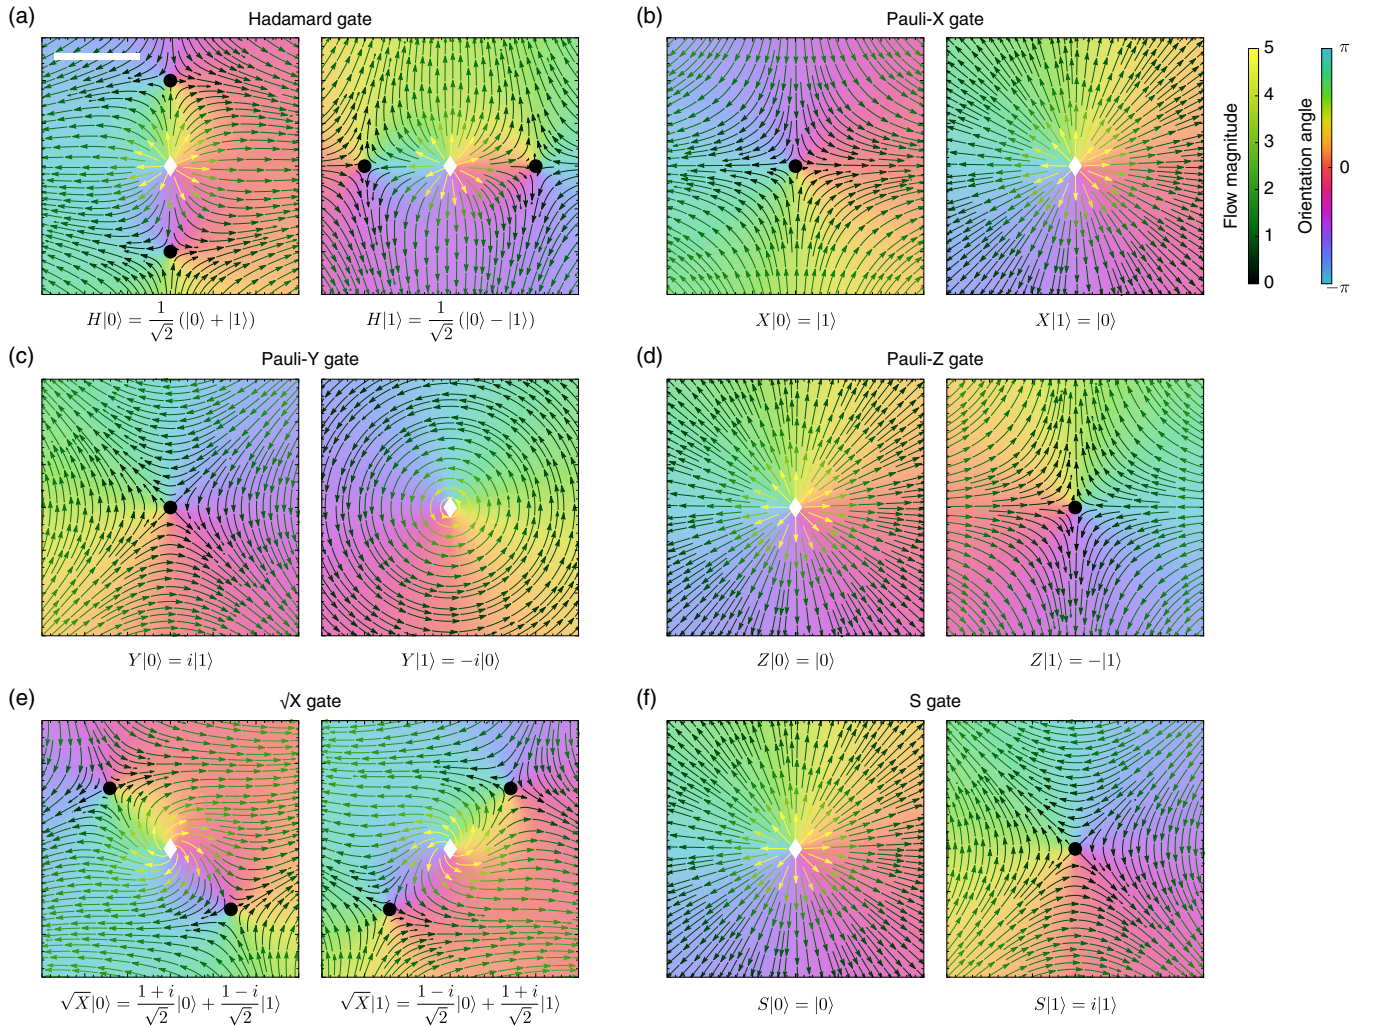 (a) Hadamard gate
(b) Pauli-X gate
H|0⟩ = 1/√2 (|0⟩ + |1⟩)
H|1⟩ = 1/√2 (|0⟩ − |1⟩)
X|0⟩ = |1⟩
X|1⟩ = |0⟩
Flow magnitude
5
4
3
2
1
0
Orientation angle
π
0
−π
(c) Pauli-Y gate
(d) Pauli-Z gate
Y|0⟩ = i|1⟩
Y|1⟩ = −i|0⟩
Z|0⟩ = |0⟩
Z|1⟩ = −|1⟩
(e) √X gate
(f) S gate
√X|0⟩ = 1+i/√2|0⟩ + 1−i/√2|1⟩
√X|1⟩ = 1−i/√2|0⟩ + 1+i/√2|1⟩
S|0⟩ = |0⟩
S|1⟩ = i|1⟩